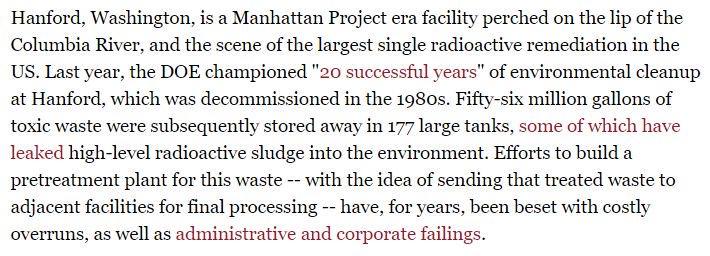 Hanford, Washington, is a Manhattan Project era facility perched on the lip of the
Columbia River, and the scene of the largest single radioactive remediation in the
US. Last year, the DOE championed "20 successful years" of environmental cleanup
at Hanford, which was decommissioned in the 1980s. Fifty-six million gallons of
toxic waste were subsequently stored away in 177 large tanks, some of which have
leaked high-level radioactive sludge into the environment. Efforts to build a
pretreatment plant for this waste -- with the idea of sending that treated waste to
adjacent facilities for final processing -- have, for years, been beset with costly
overruns, as well as administrative and corporate failings.